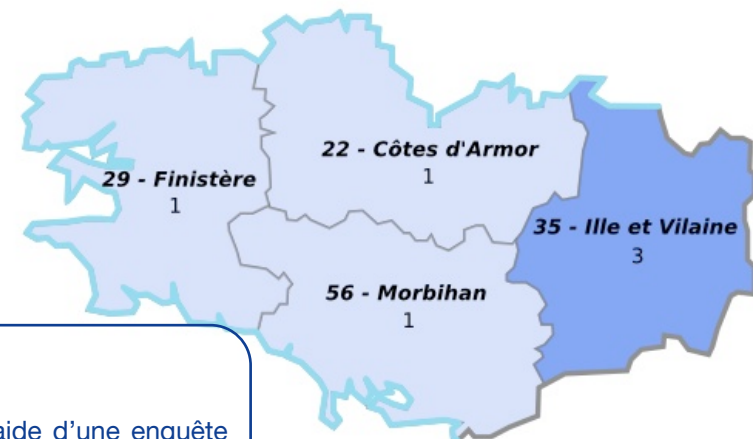 22 - Côtes d'Armor
1
29 - Finistère
1
35 - Ille et Vilaine
3
56 - Morbihan
1
aide d'une enquête